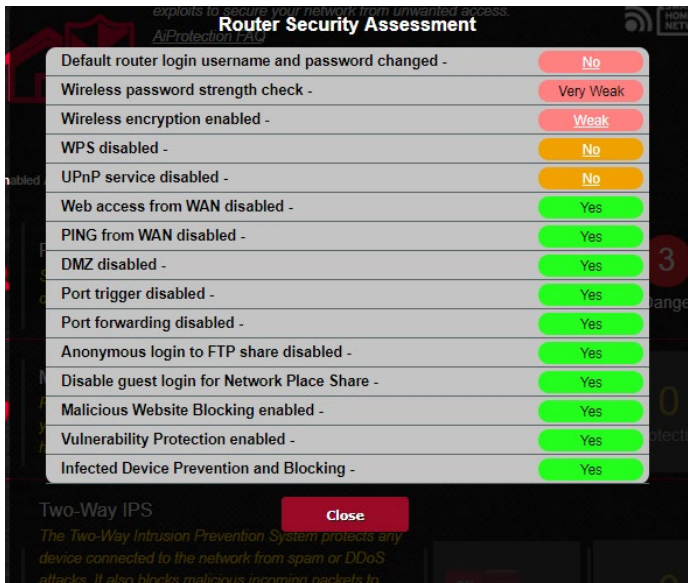 exploits to secure your network from unwanted access.
Router Security Assessment
AiProtection FAQ
HOME
NETW
Default router login username and password changed - No
Wireless password strength check - Very Weak
Wireless encryption enabled - Weak
WPS disabled - No
UPnP service disabled - No
nabled
Web access from WAN disabled - Yes
PING from WAN disabled - Yes
DMZ disabled - Yes
3
Port trigger disabled - Yes
Dange
Port forwarding disabled - Yes
Anonymous login to FTP share disabled - Yes
Disable guest login for Network Place Share - Yes
Malicious Website Blocking enabled - Yes
0
Vulnerability Protection enabled - Yes
otecti
Infected Device Prevention and Blocking - Yes
Two-Way IPS
Close
The Two-Way Intrusion Prevention System protects any
device connected to the network from spam or DDoS
attacks. It also blocks malicious incoming packets to